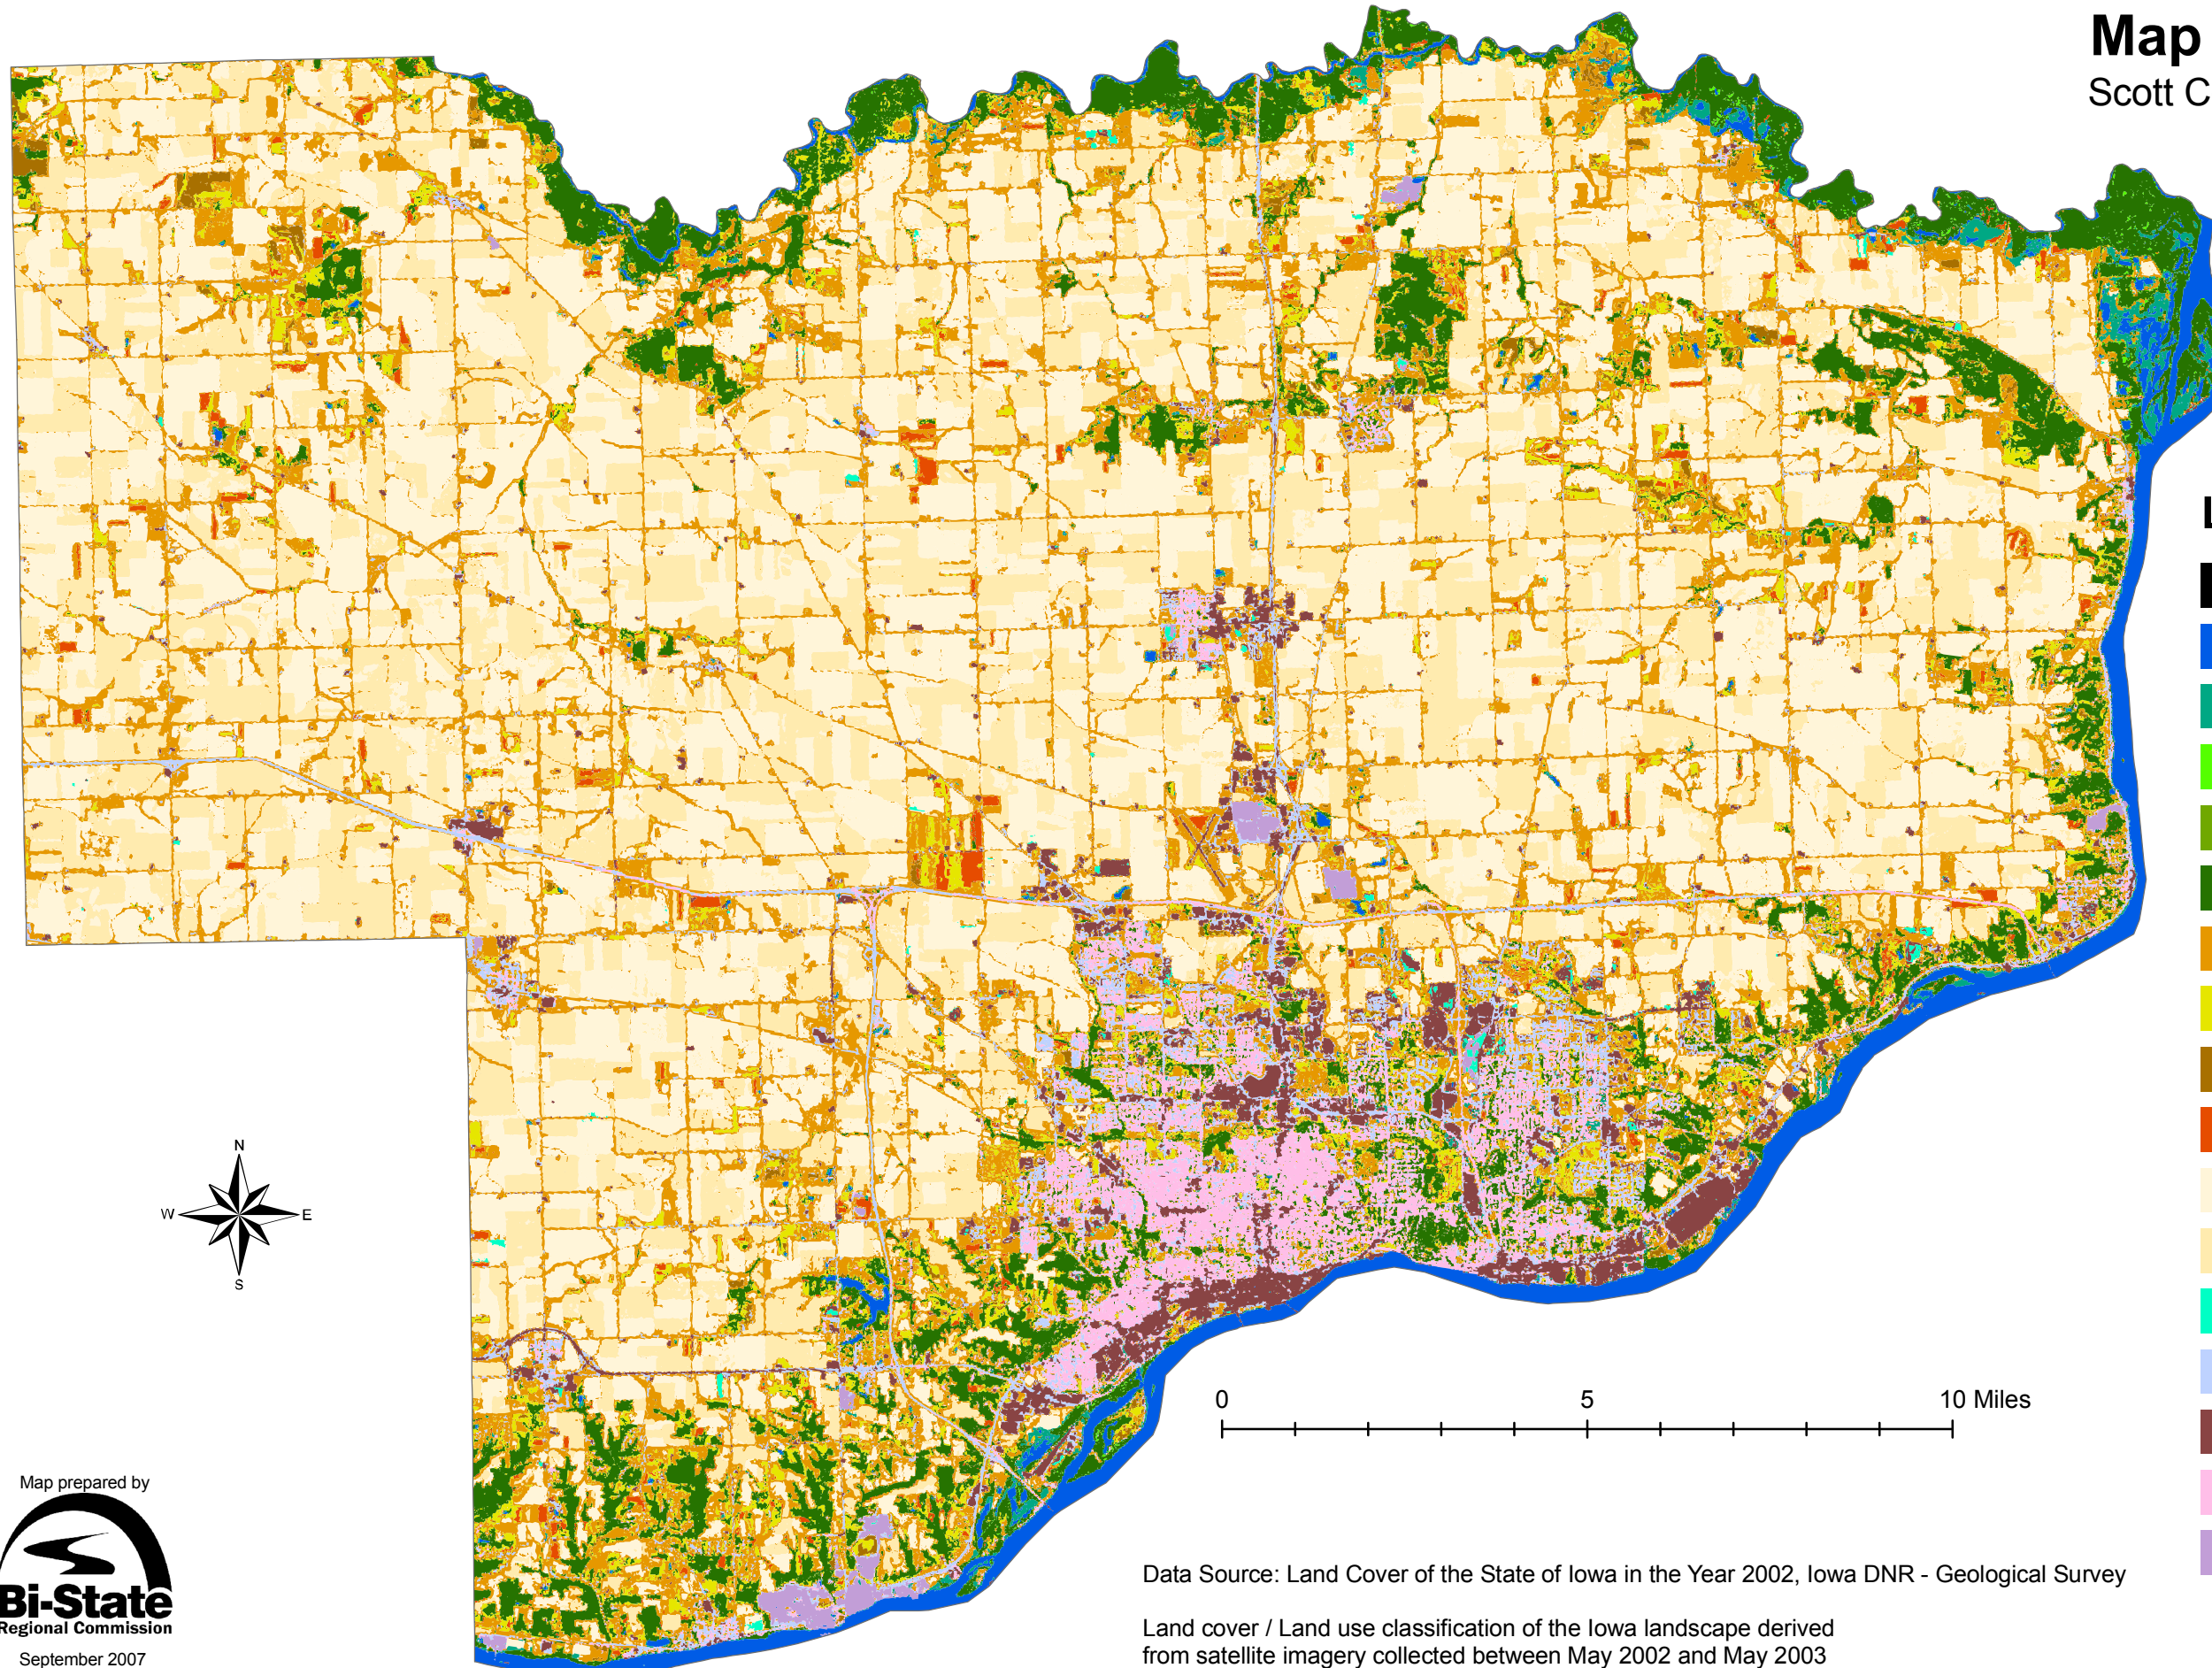 Map
Scott C
L
N
W
E
S
0
5
10 Miles
Map prepared by
Bi-State
Regional Commission
September 2007
Data Source: Land Cover of the State of Iowa in the Year 2002, Iowa DNR - Geological Survey
Land cover / Land use classification of the Iowa landscape derived
from satellite imagery collected between May 2002 and May 2003